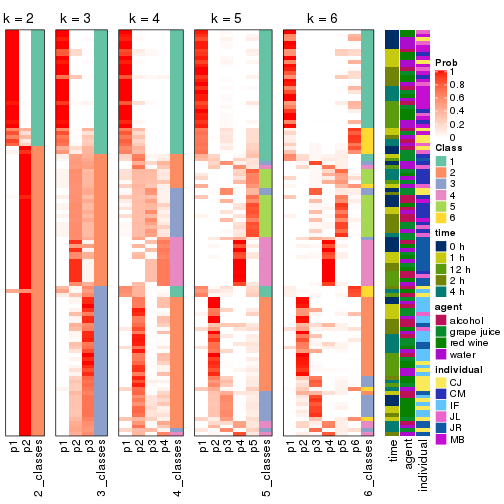 k = 2 k = 3 k = 4 k = 5 k = 6
p1 p2 2_classes p1 p2 p3 3_classes p1 p2 p3 p4 4_classes p1 p2 p3 p4 p5 5_classes p1 p2 p3 p4 p5 p6 6_classes time agent individual
Prob
1
0.8
0.6
0.4
0.2
0
Class
1
2
3
4
5
6
time
0 h
1 h
12 h
2 h
4 h
agent
alcohol
grape juice
red wine
water
individual
CJ
CM
IF
JL
JR
MB